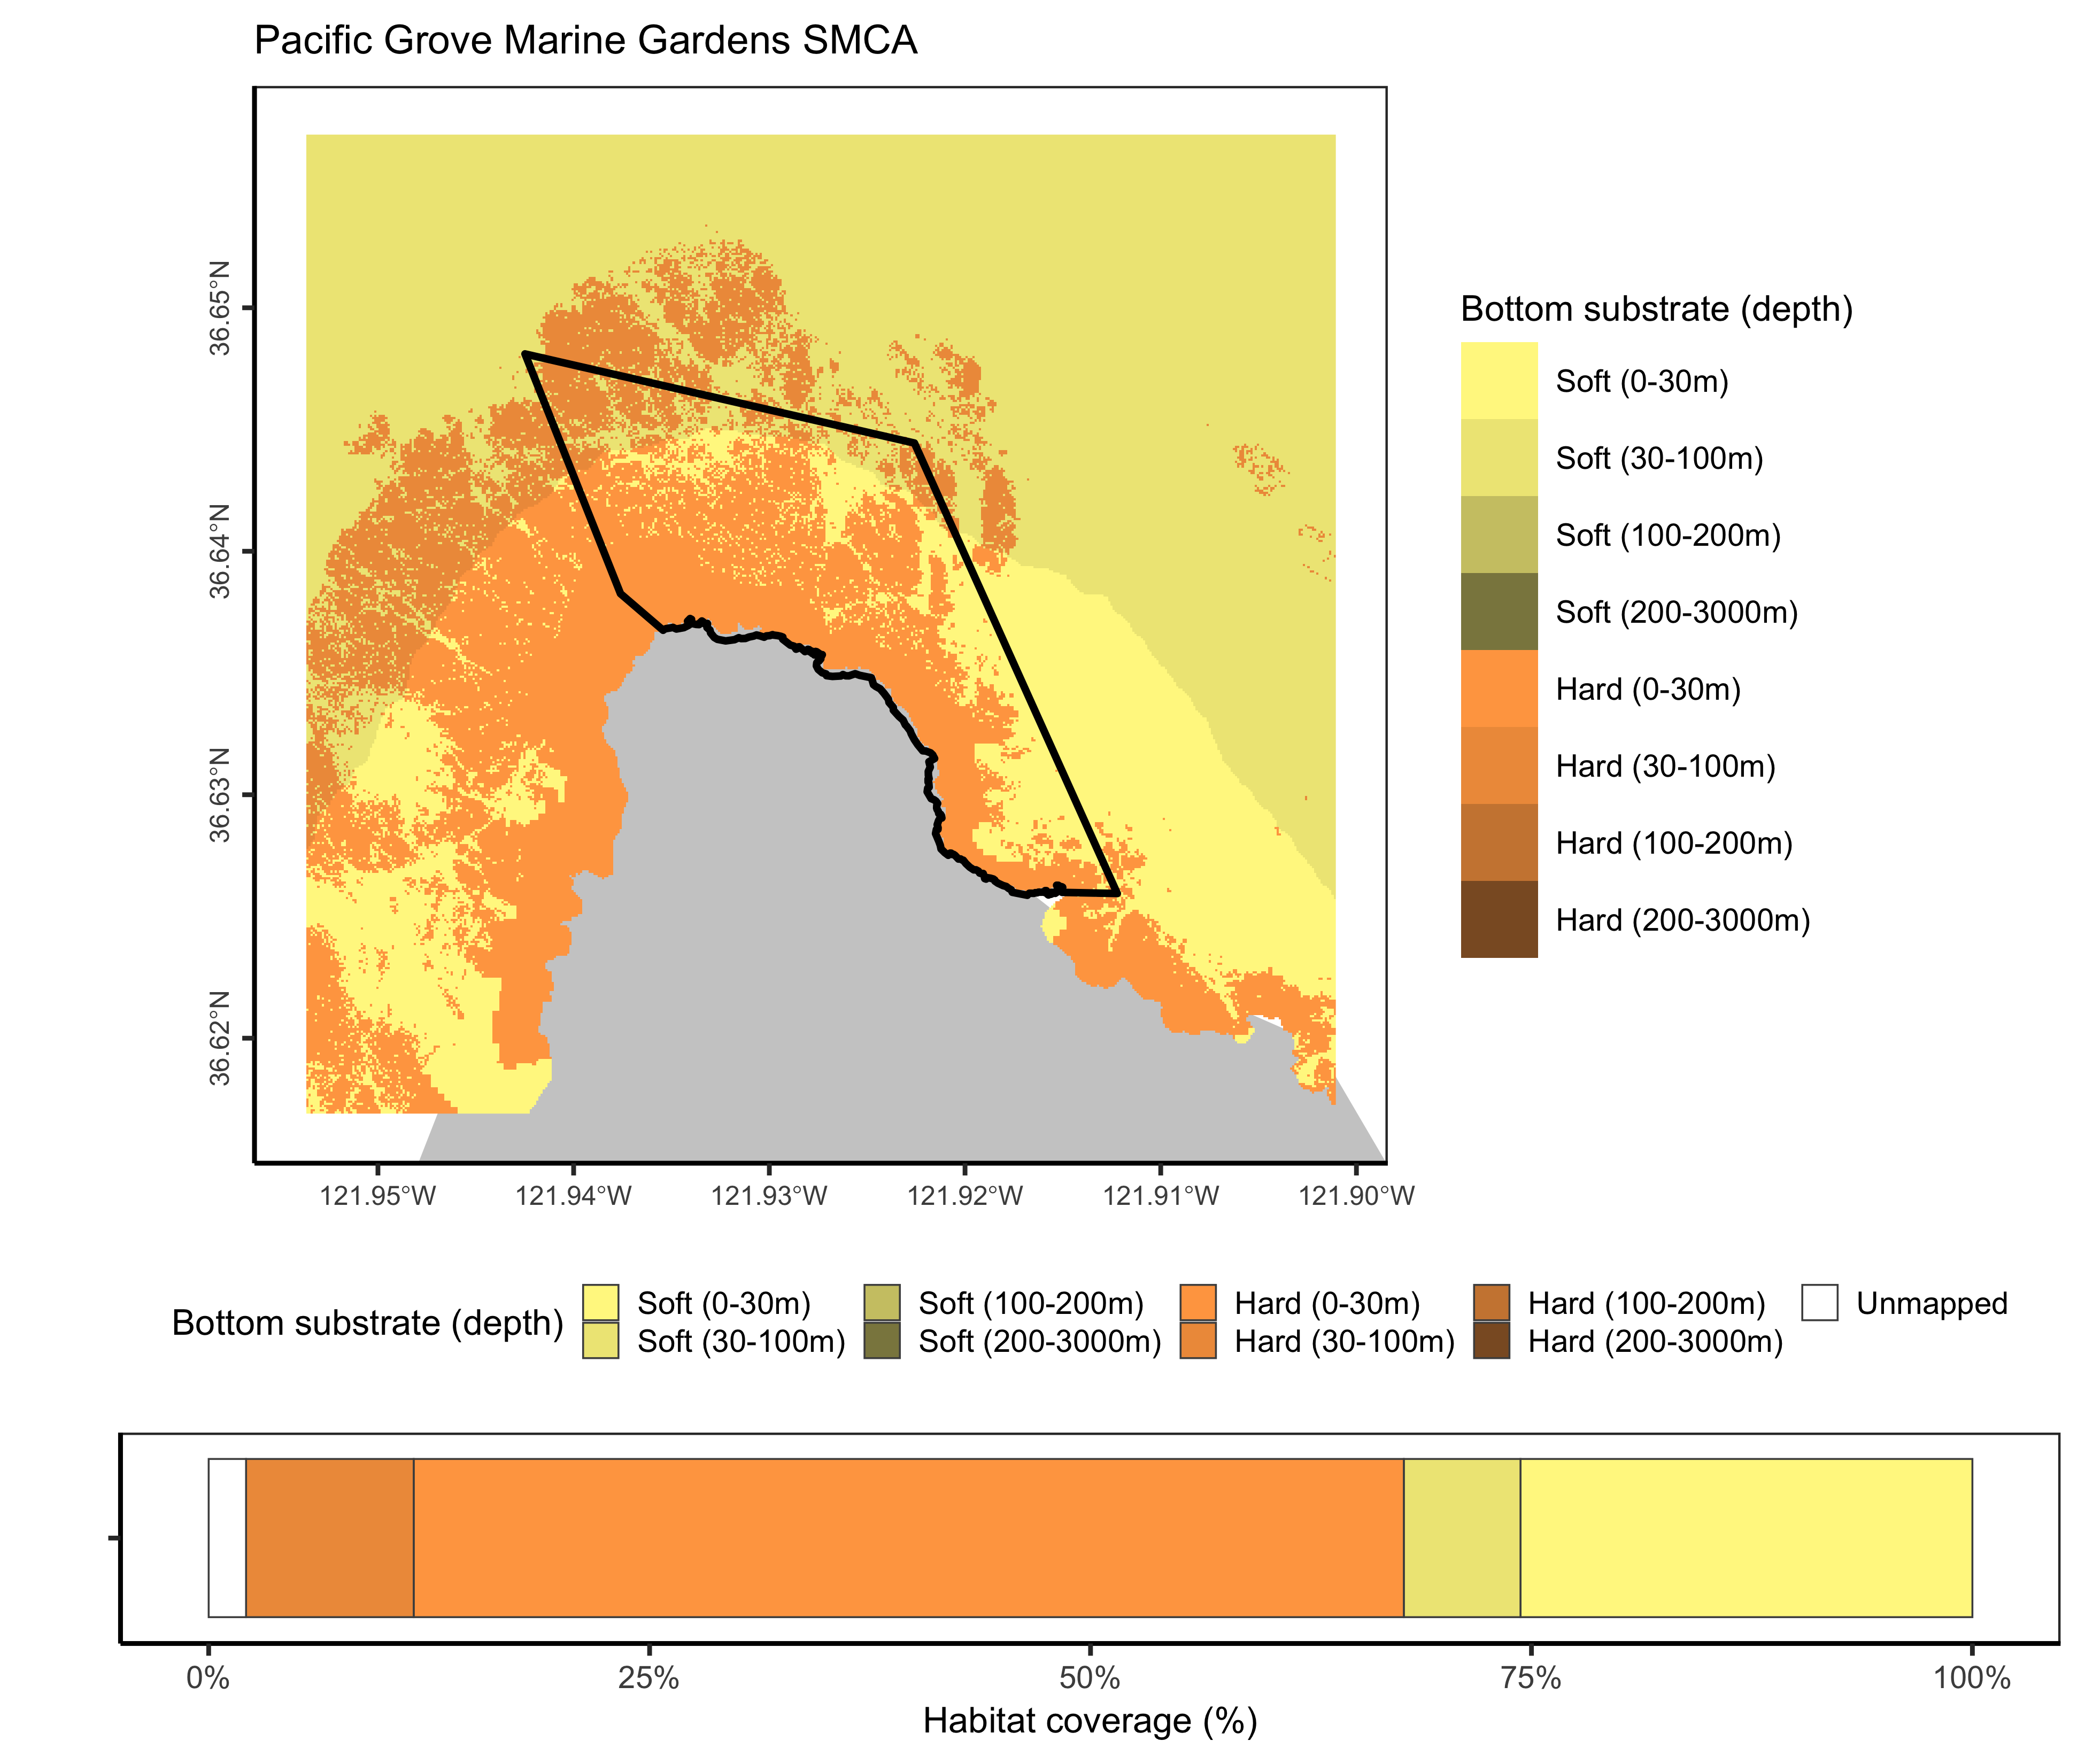 Pacific Grove Marine Gardens SMCA
36.65°N
36.64°N
36.63°N
36.62°N
121.95°W 121.94°W 121.93°W 121.92°W 121.91°W 121.90°W
Bottom substrate (depth)
Soft (0-30m)
Soft (30-100m)
Soft (100-200m)
Soft (200-3000m)
Hard (0-30m)
Hard (30-100m)
Hard (100-200m)
Hard (200-3000m)
Bottom substrate (depth)
Soft (0-30m) Soft (100-200m) Hard (0-30m) Hard (100-200m) Unmapped
Soft (30-100m) Soft (200-3000m) Hard (30-100m) Hard (200-3000m)
0% 25% 50% 75% 100%
Habitat coverage (%)